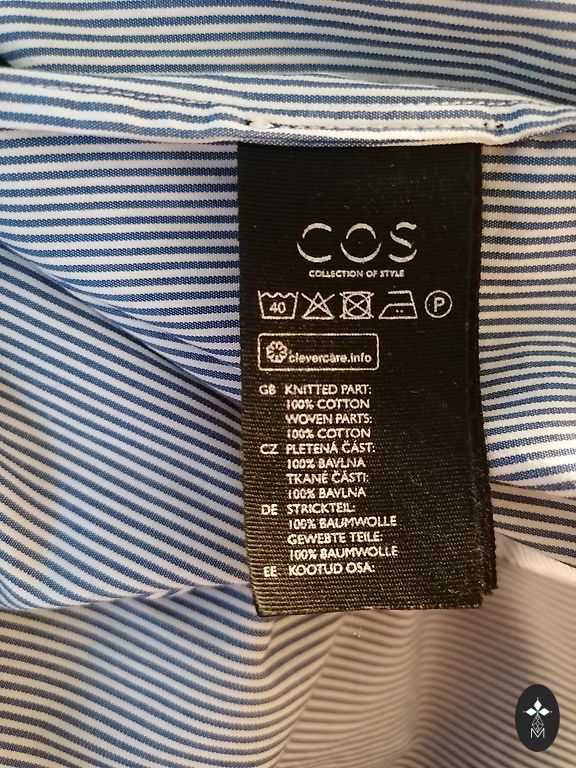 COS
COLLECTION OF STYLE
40 P
clevercare.info
GB KNITTED PART:
100% COTTON
WOVEN PARTS:
100% COTTON
CZ PLETENÁ ČÁST:
100% BAVLNA
TKANÉ ČÁSTI:
100% BAVLNA
DE STRICKTEIL:
100% BAUMWOLLE
GEWEBTE TEILE:
100% BAUMWOLLE
EE KOOTUD OSA:
M